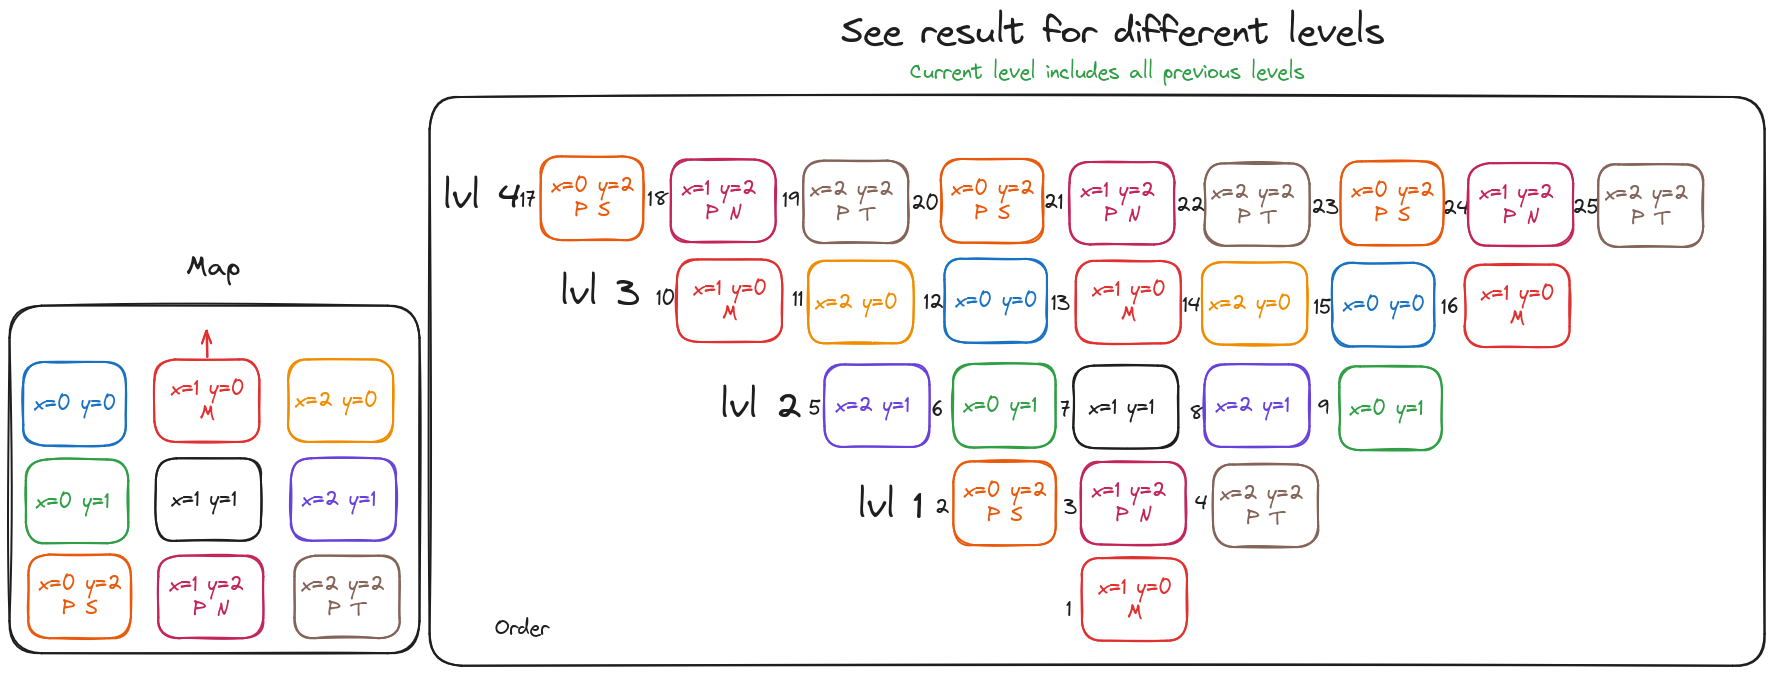 See result for different levels
Current level includes all previous levels
Map
x=0 y=0
x=1 y=0
M
x=2 y=0
x=0 y=1
x=1 y=1
x=2 y=1
x=0 y=2
P S
x=1 y=2
P N
x=2 y=2
P T
lvl 4
17
x=0 y=2
P S
18
x=1 y=2
P N
19
x=2 y=2
P T
20
x=0 y=2
P S
21
x=1 y=2
P N
22
x=2 y=2
P T
23
x=0 y=2
P S
24
x=1 y=2
P N
25
x=2 y=2
P T
lvl 3
10
x=1 y=0
M
11
x=2 y=0
12
x=0 y=0
13
x=1 y=0
M
14
x=2 y=0
15
x=0 y=0
16
x=1 y=0
M
lvl 2
5
x=2 y=1
6
x=0 y=1
7
x=1 y=1
8
x=2 y=1
9
x=0 y=1
lvl 1
2
x=0 y=2
P S
3
x=1 y=2
P N
4
x=2 y=2
P T
1
x=1 y=0
M
Order